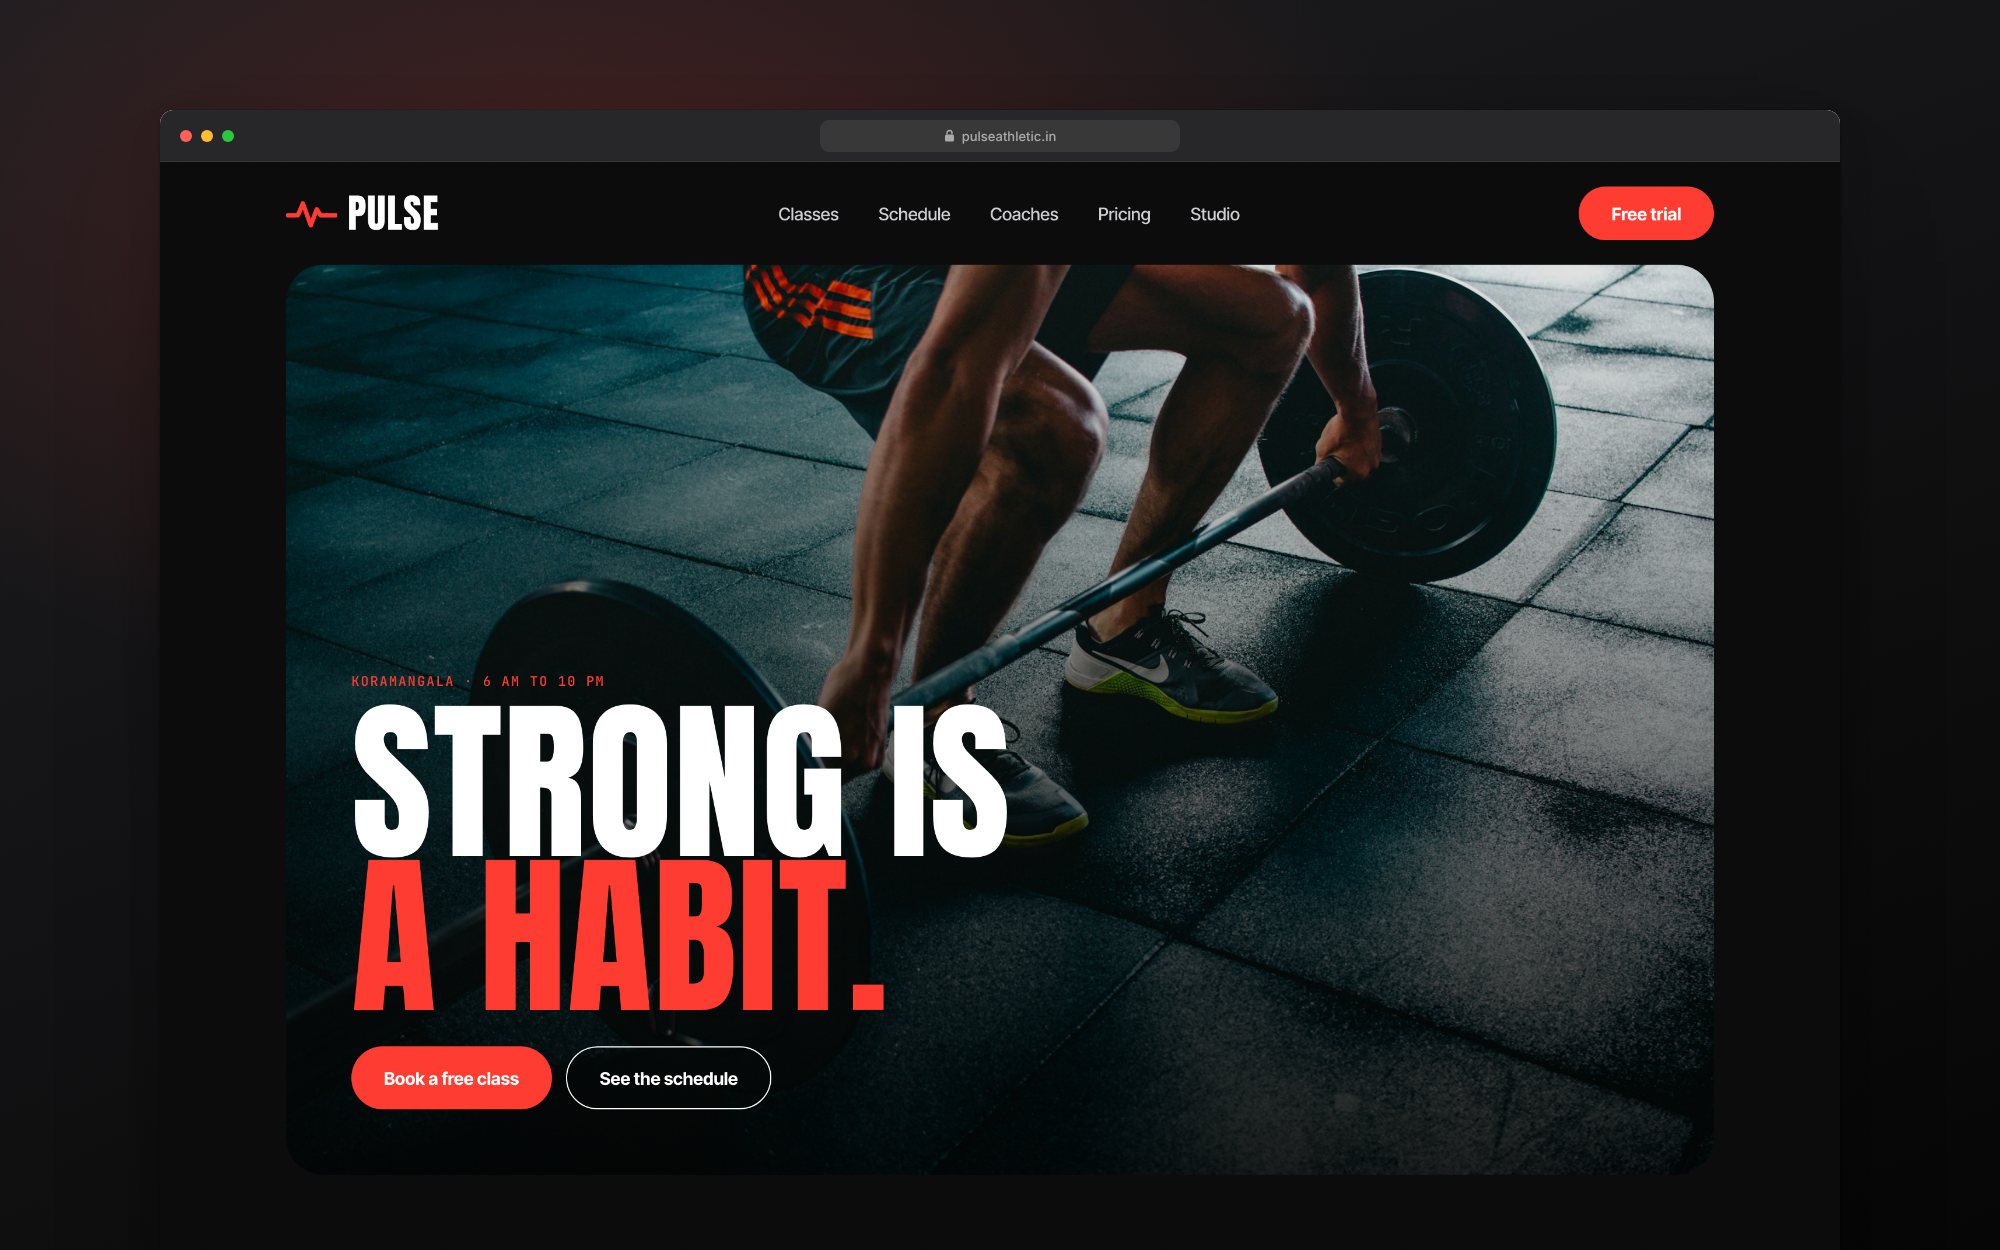 pulseathletic.in
PULSE
Classes Schedule Coaches Pricing Studio
Free trial
KORAMANGALA · 6 AM TO 10 PM
STRONG IS
A HABIT.
Book a free class See the schedule